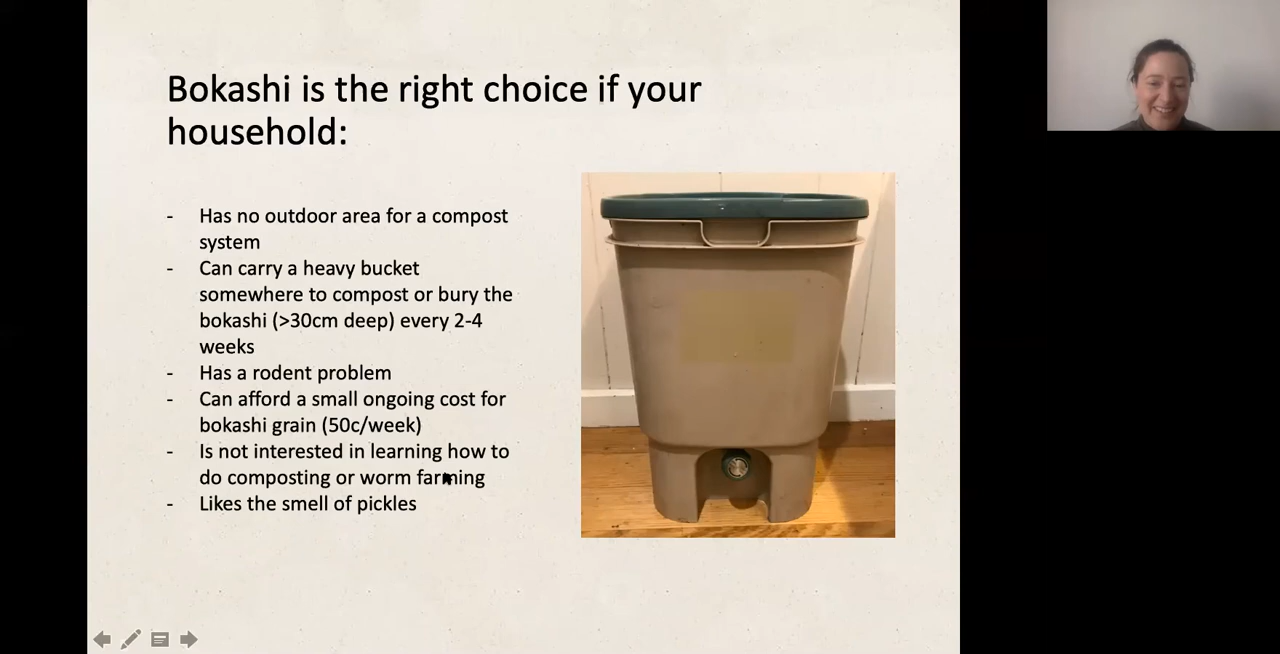 Bokashi is the right choice if your
household:
- Has no outdoor area for a compost
system
- Can carry a heavy bucket
somewhere to compost or bury the
bokashi (>30cm deep) every 2-4
weeks
- Has a rodent problem
- Can afford a small ongoing cost for
bokashi grain (50c/week)
- Is not interested in learning how to
do composting or worm farming
- Likes the smell of pickles